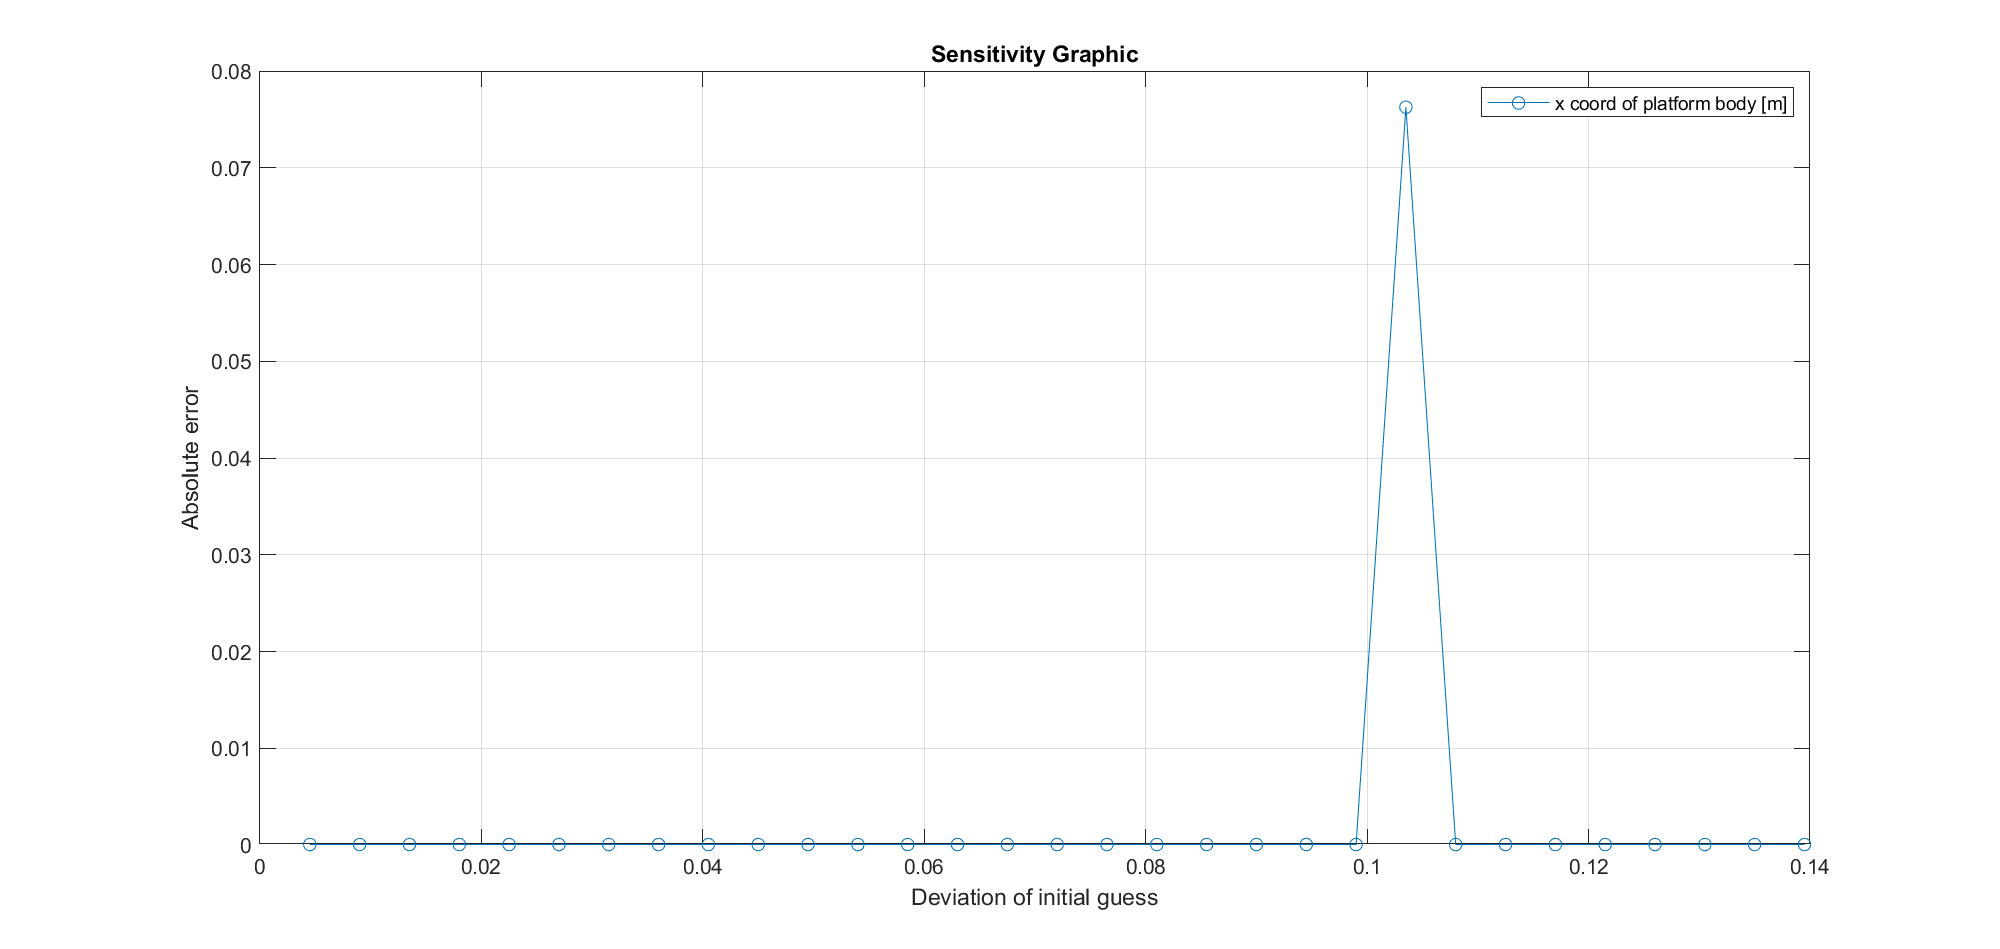 Sensitivity Graphic
x coord of platform body [m]
0.08
0.07
0.06
0.05
0.04
0.03
0.02
0.01
0
Absolute error
0 0.02 0.04 0.06 0.08 0.1 0.12 0.14
Deviation of initial guess